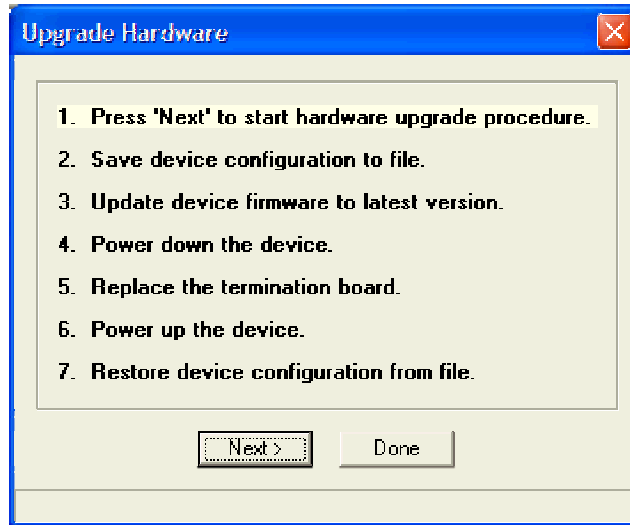 Upgrade Hardware
1. Press 'Next' to start hardware upgrade procedure.
2. Save device configuration to file.
3. Update device firmware to latest version.
4. Power down the device.
5. Replace the termination board.
6. Power up the device.
7. Restore device configuration from file.
Next > Done